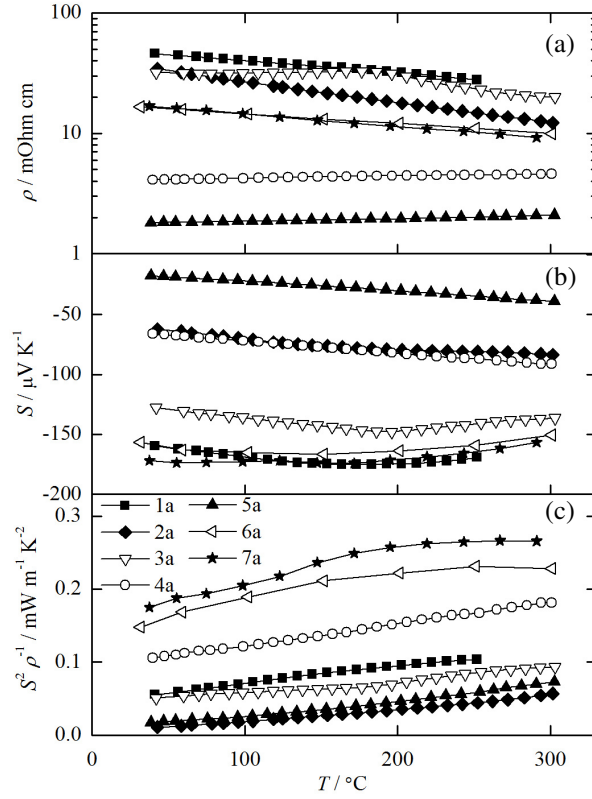 100
(a)
10
ρ / mOhm cm
1
(b)
-50
-100
-150
-200
S / μV K⁻¹
(c)
1a 5a
2a 6a
3a 7a
4a
0.3
0.2
0.1
0.0
S² ρ⁻¹ / mW m⁻¹ K⁻²
0 100 200 300
T / °C